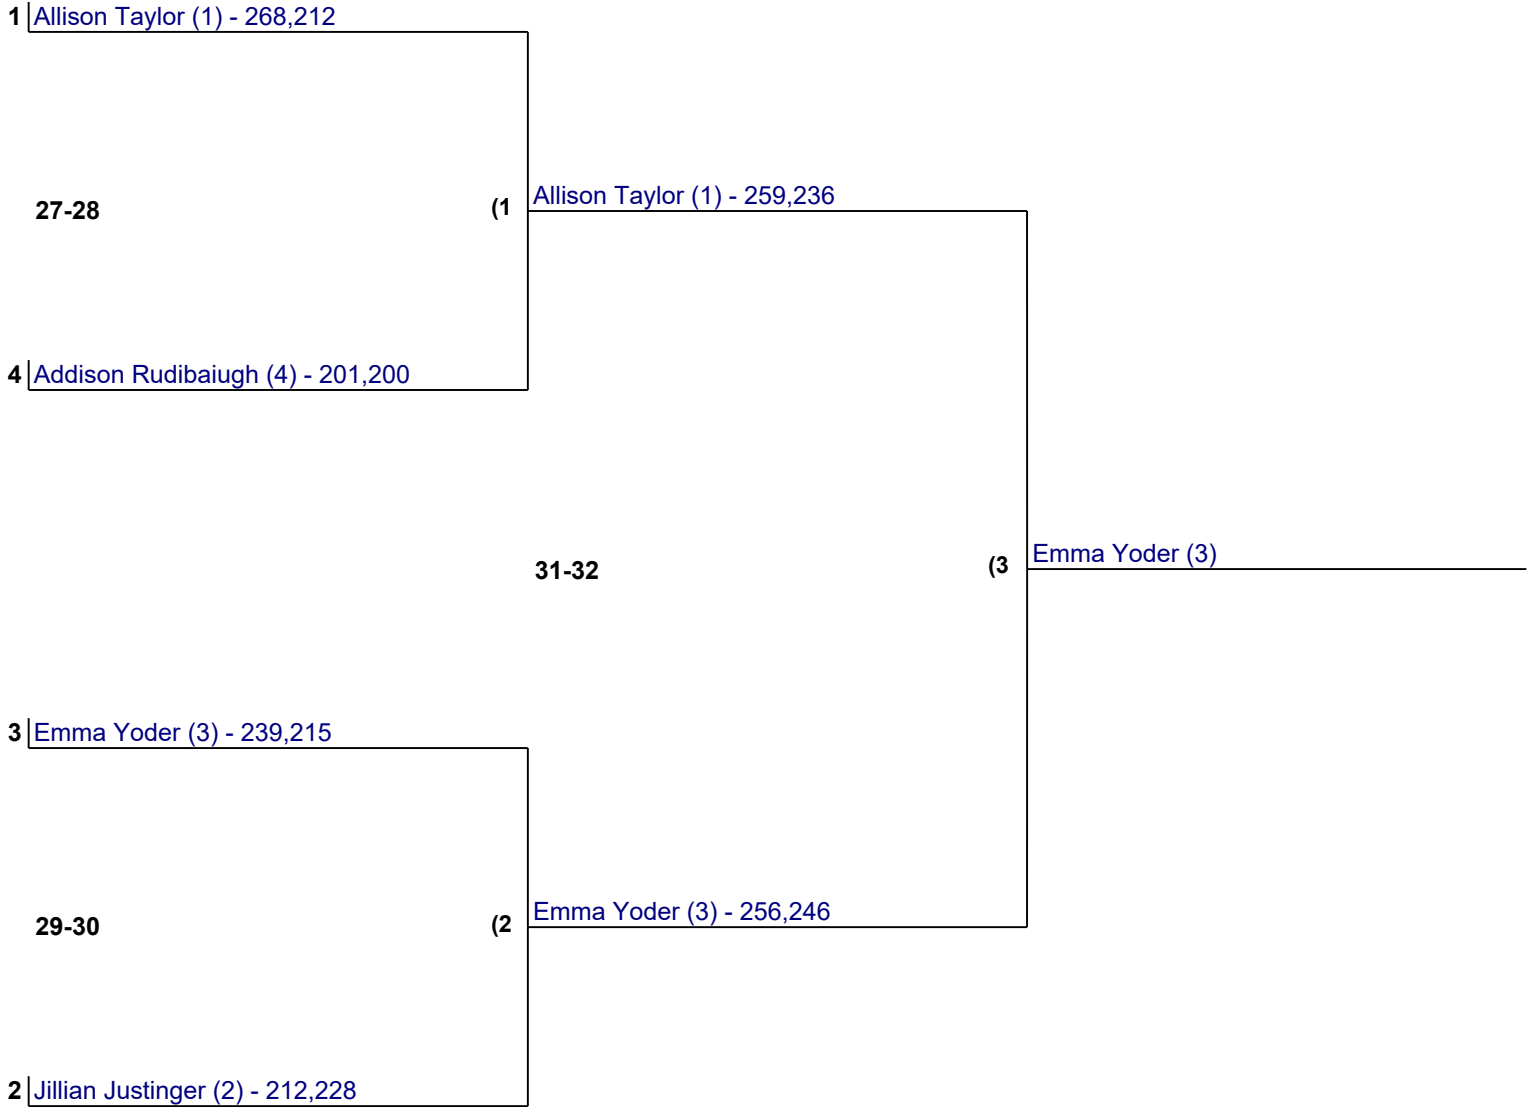 1 Allison Taylor (1) - 268,212
Allison Taylor (1) - 259,236
27-28 (1
4 Addison Rudibaiugh (4) - 201,200
Emma Yoder (3)
31-32 (3
3 Emma Yoder (3) - 239,215
Emma Yoder (3) - 256,246
29-30 (2
2 Jillian Justinger (2) - 212,228